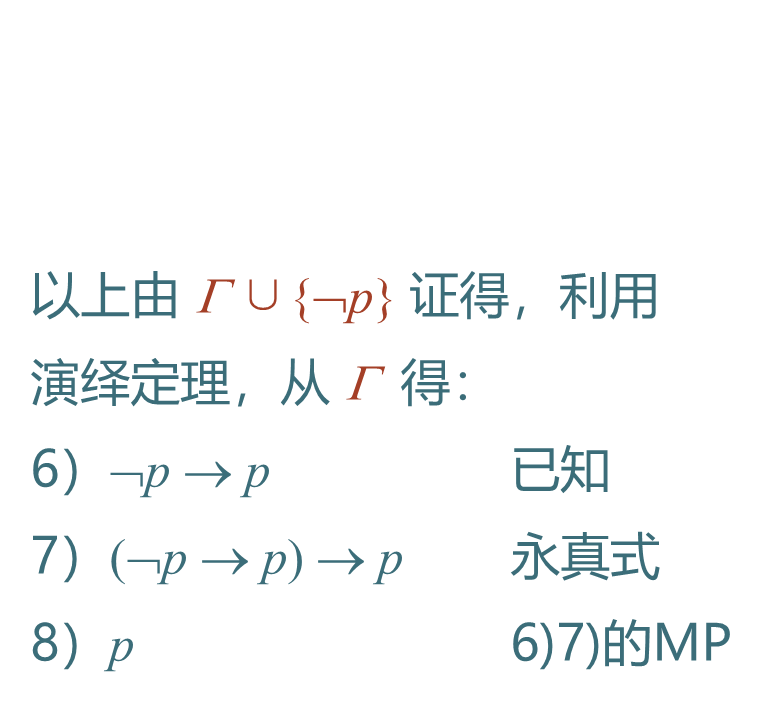 以上由 Γ ∪ {¬p} 证得，利用
演绎定理，从 Γ 得：
6）¬p → p 已知
7）(¬p → p) → p 永真式
8）p 6)7)的MP